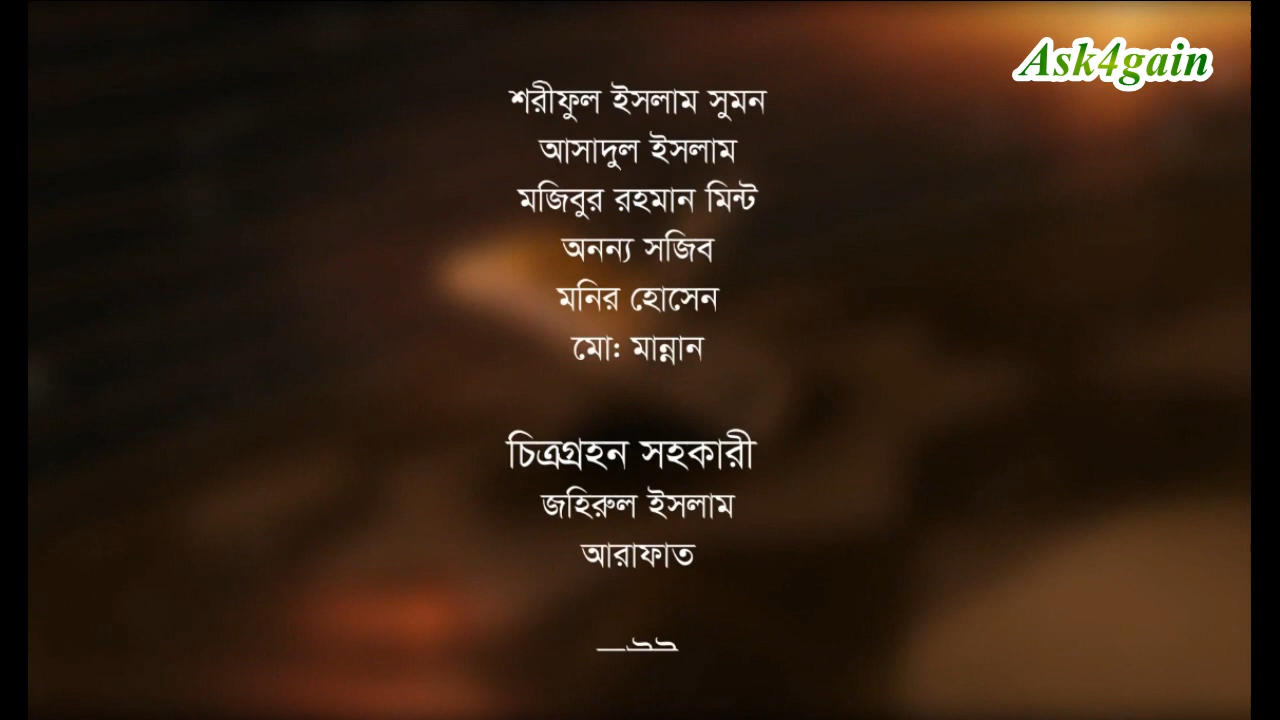 Ask4gain
শরীফুল ইসলাম সুমন
আসাদুল ইসলাম
মজিবুর রহমান মিন্ট
অনন্য সজিব
মনির হোসেন
মো: মান্নান
চিত্রগ্রহন সহকারী
জহিরুল ইসলাম
আরাফাত